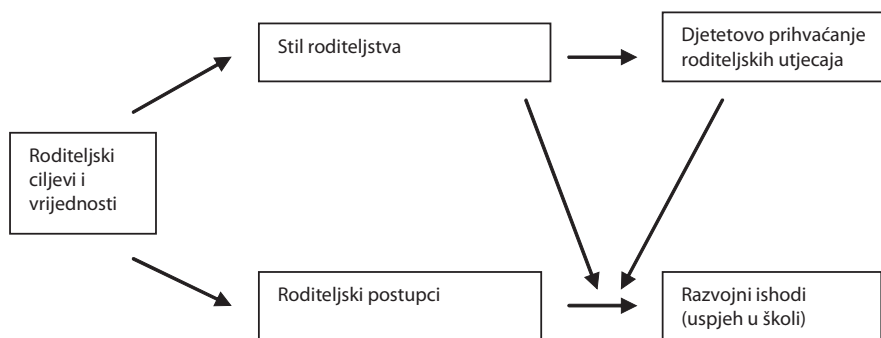 Stil roditeljstva
Djetetovo prihvaćanje
roditeljskih utjecaja
Roditeljski
ciljevi i
vrijednosti
Roditeljski postupci
Razvojni ishodi
(uspjeh u školi)